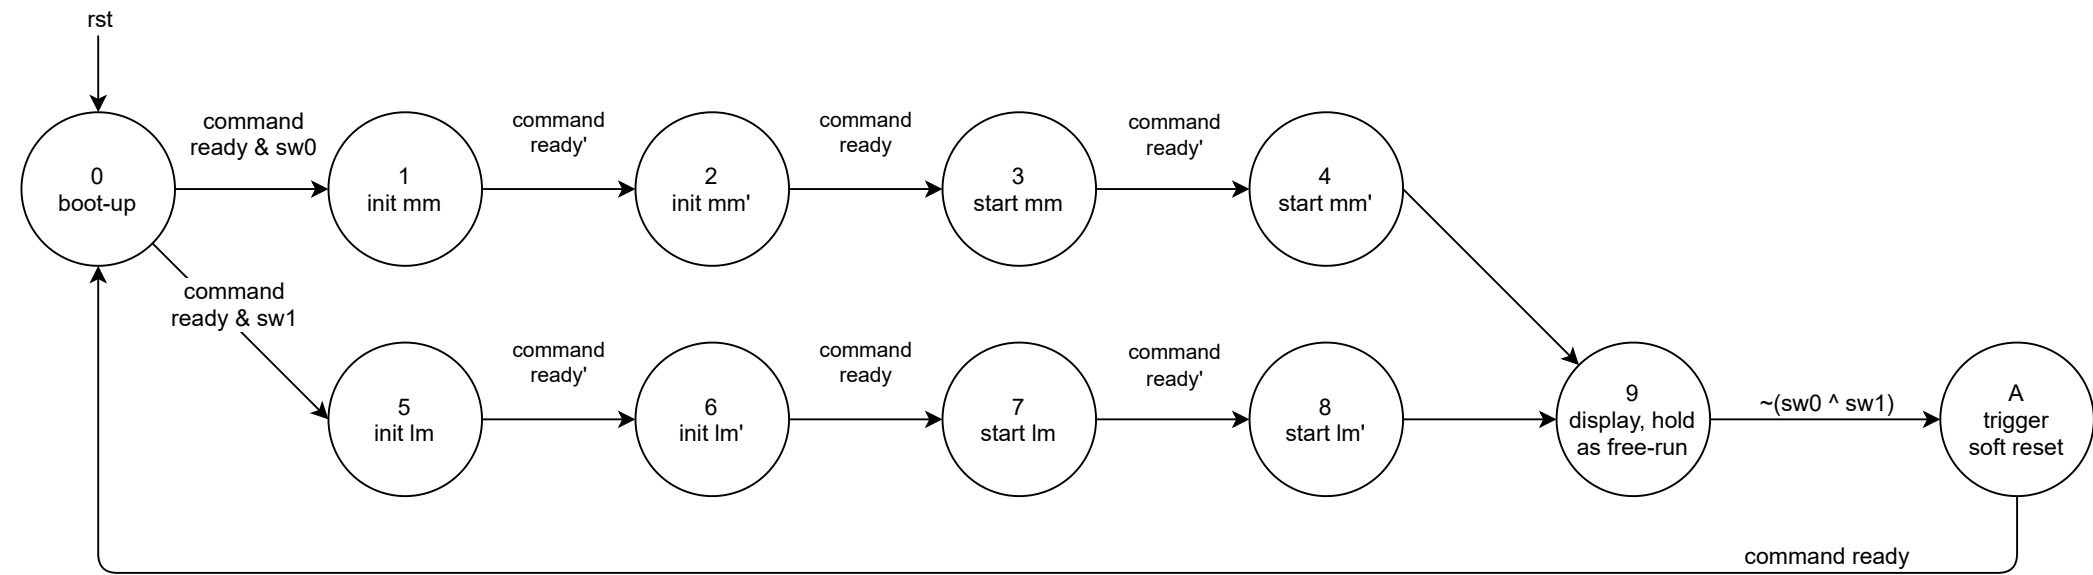 rst
command
ready & sw0
command
ready'
command
ready
command
ready'
0
boot-up
1
init mm
2
init mm'
3
start mm
4
start mm'
command
ready & sw1
command
ready'
command
ready
command
ready'
5
init lm
6
init lm'
7
start lm
8
start lm'
9
display, hold
as free-run
~(sw0 ^ sw1)
A
trigger
soft reset
command ready